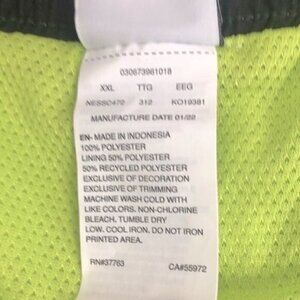 030673961018
XXL TTG EEG
NESSC472 312 KO19381
MANUFACTURE DATE 01/22
EN- MADE IN INDONESIA
100% POLYESTER
LINING 50% POLYESTER
50% RECYCLED POLYESTER
EXCLUSIVE OF DECORATION
EXCLUSIVE OF TRIMMING
MACHINE WASH COLD WITH
LIKE COLORS. NON-CHLORINE
BLEACH. TUMBLE DRY
LOW. COOL IRON. DO NOT IRON
PRINTED AREA.
RN#37763 CA#55972